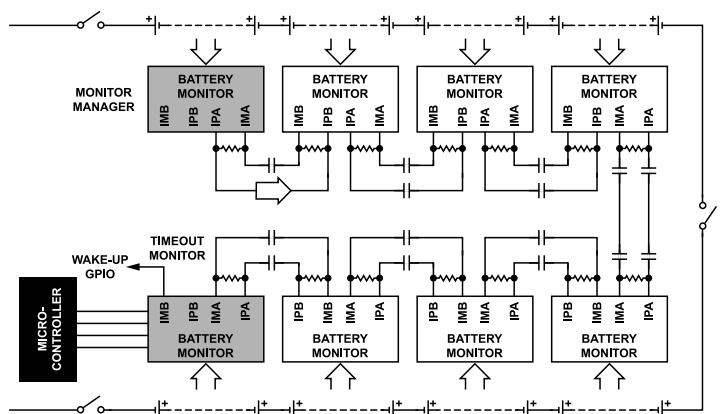 + + + + + + + +
BATTERY MONITOR BATTERY MONITOR BATTERY MONITOR BATTERY MONITOR
MONITOR MANAGER
IMB IPB IPA IMA IMB IPB IPA IMA IMB IPB IPA IMA IMB IPB IPA IMA
TIMEOUT MONITOR
WAKE-UP GPIO
MICRO-CONTROLLER
IMB IPB IMA IPA IPB IMB IMA IPA IPB IMB IMA IPA IPB IMB IMA IPA
BATTERY MONITOR BATTERY MONITOR BATTERY MONITOR BATTERY MONITOR
+ + + + + + + +